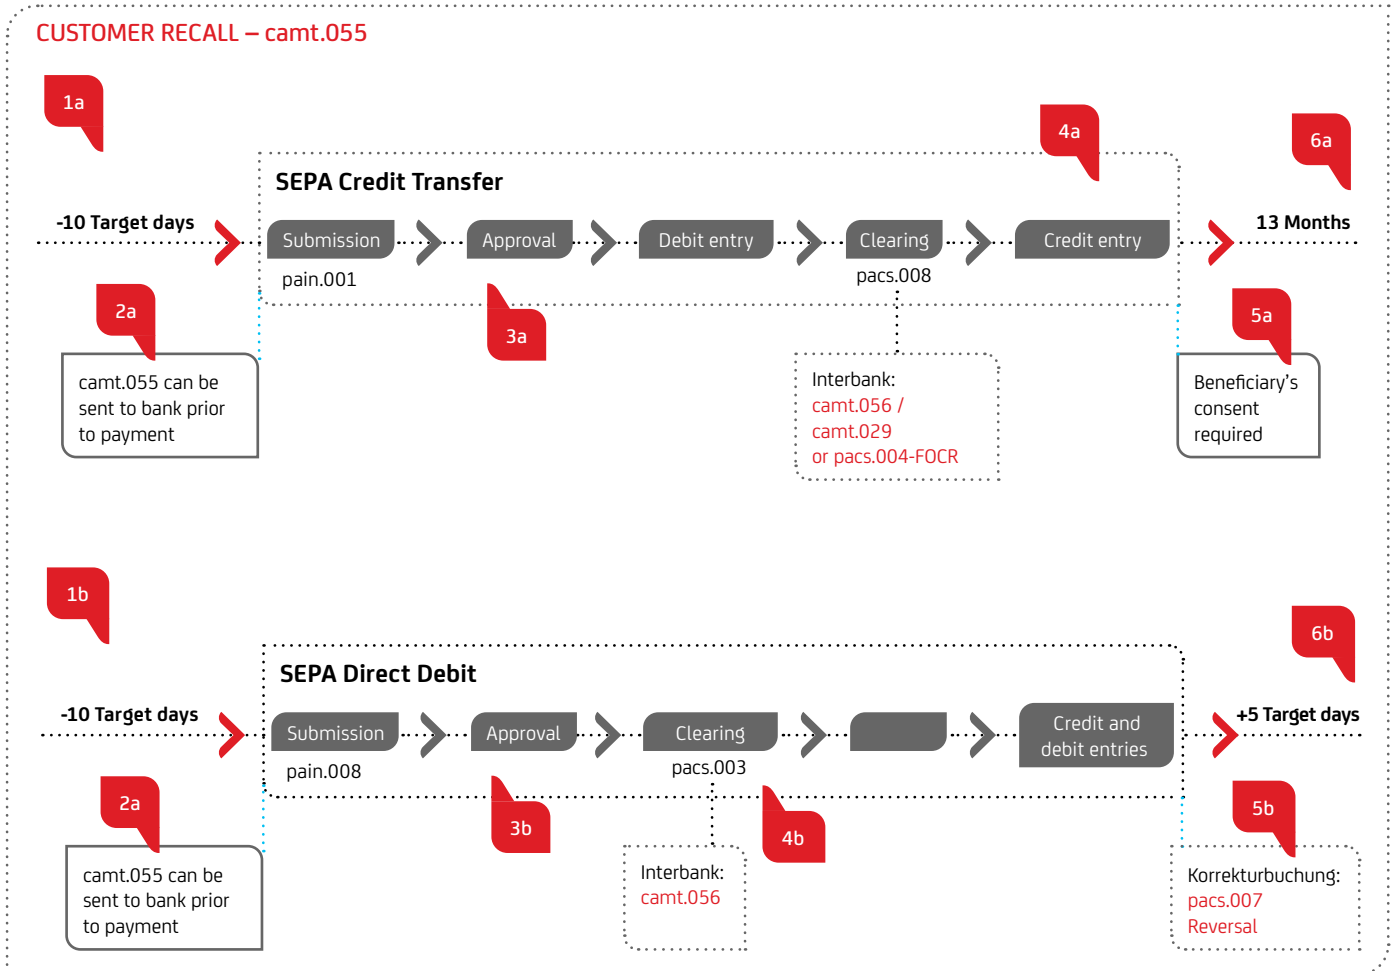 CUSTOMER RECALL – camt.055
1a
4a
6a
SEPA Credit Transfer
-10 Target days
13 Months
Submission
Approval
Debit entry
Clearing
Credit entry
pain.001
pacs.008
2a
3a
5a
camt.055 can be
sent to bank prior
to payment
Interbank:
camt.056 /
camt.029
or pacs.004-FOCR
Beneficiary's
consent
required
1b
6b
SEPA Direct Debit
-10 Target days
+5 Target days
Submission
Approval
Clearing
Credit and
debit entries
pain.008
pacs.003
2a
3b
4b
5b
camt.055 can be
sent to bank prior
to payment
Interbank:
camt.056
Korrekturbuchung:
pacs.007
Reversal